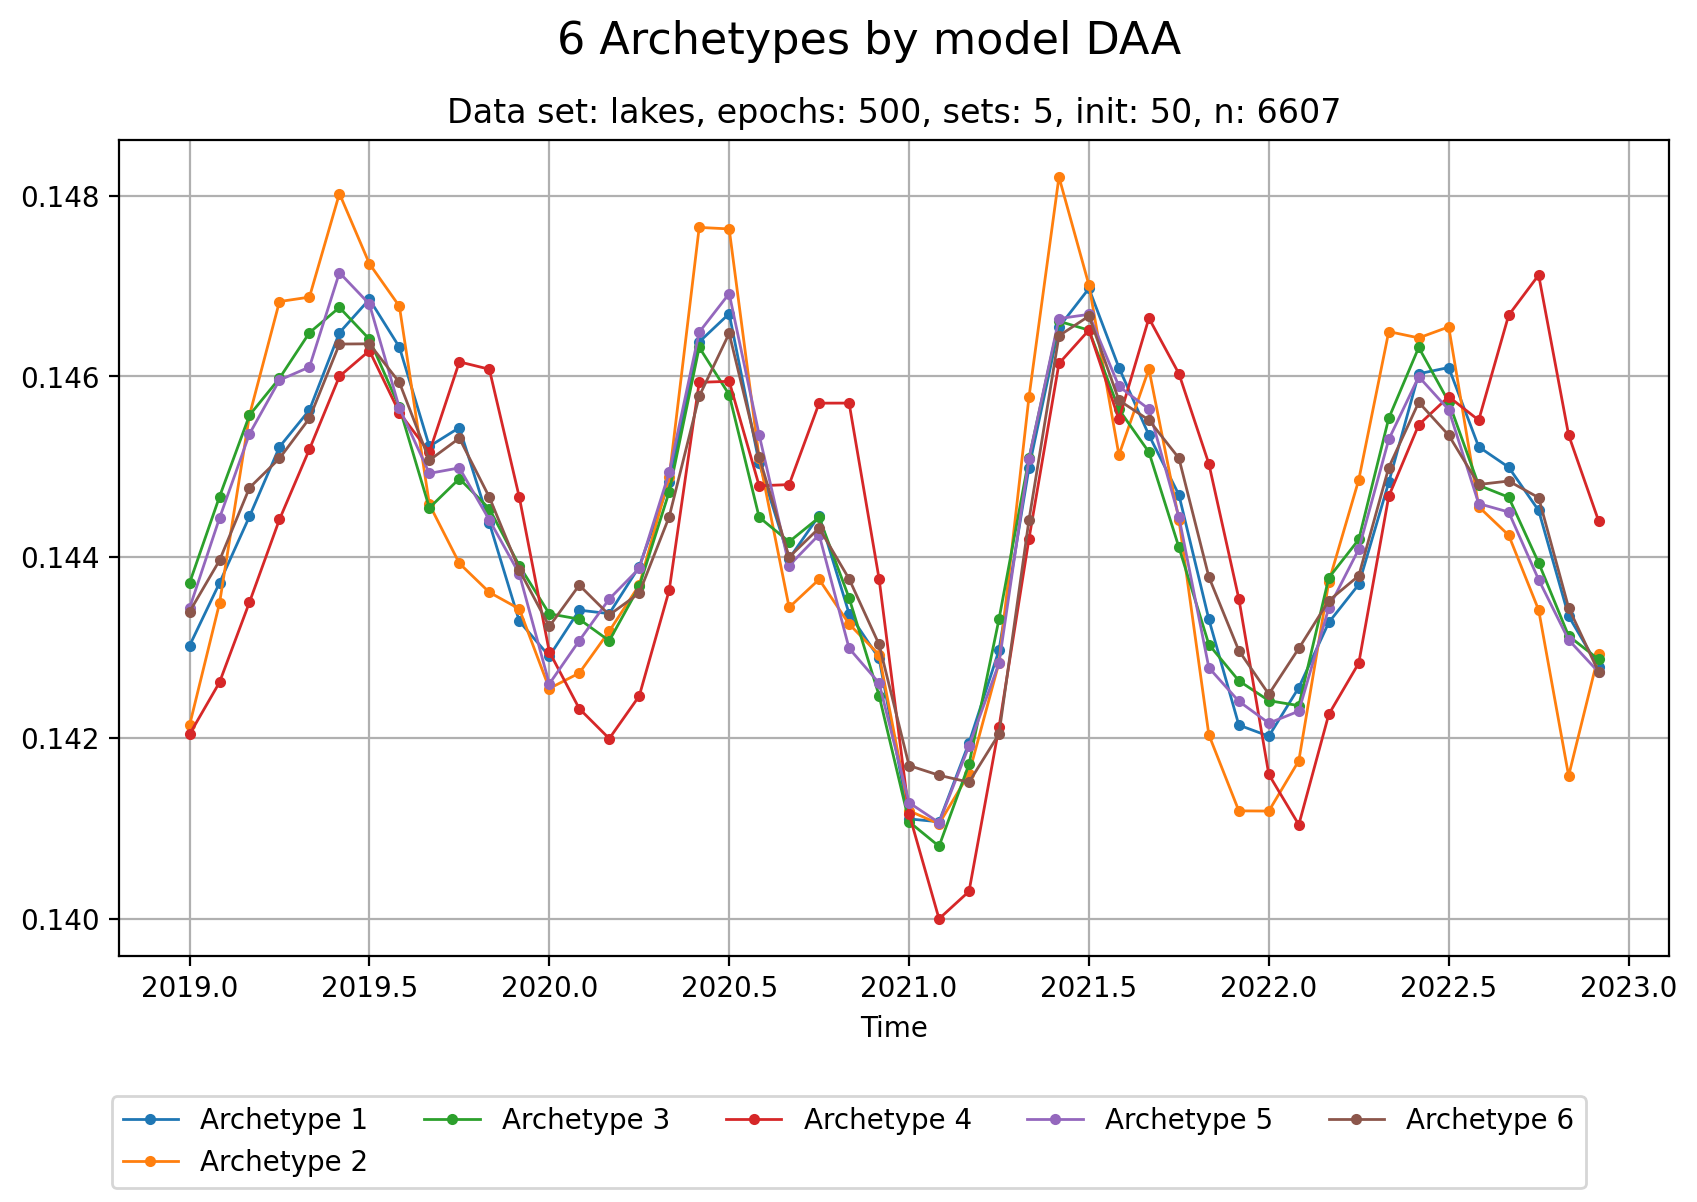 6 Archetypes by model DAA
Data set: lakes, epochs: 500, sets: 5, init: 50, n: 6607
0.148
0.146
0.144
0.142
0.140
2019.0 2019.5 2020.0 2020.5 2021.0 2021.5 2022.0 2022.5 2023.0
Time
Archetype 1 Archetype 3 Archetype 4 Archetype 5 Archetype 6
Archetype 2